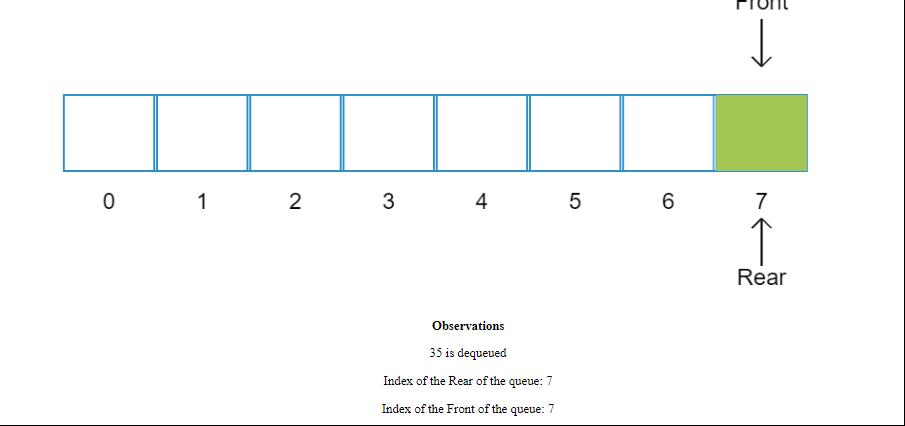 Front
0 1 2 3 4 5 6 7
Rear
Observations
35 is dequeued
Index of the Rear of the queue: 7
Index of the Front of the queue: 7